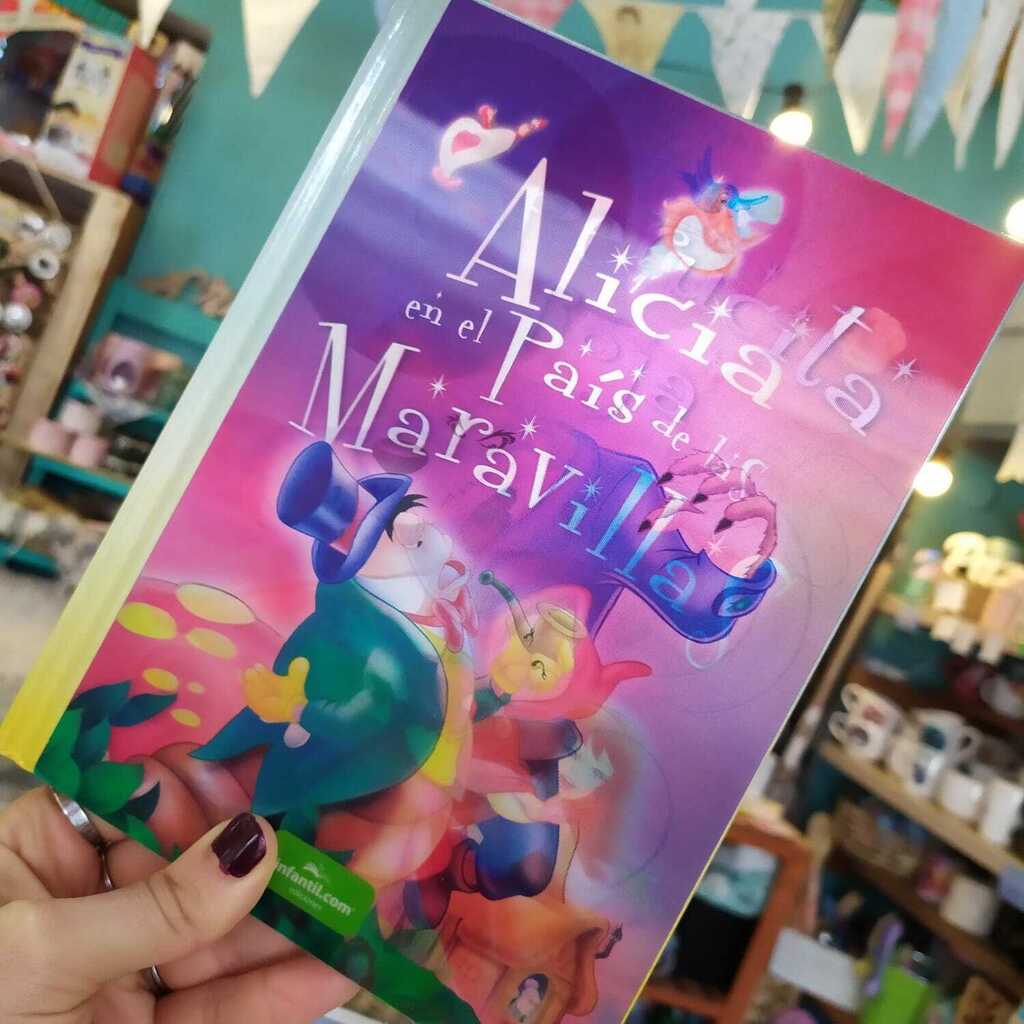 Alicia
en el País de las
Maravillas
infantil.com